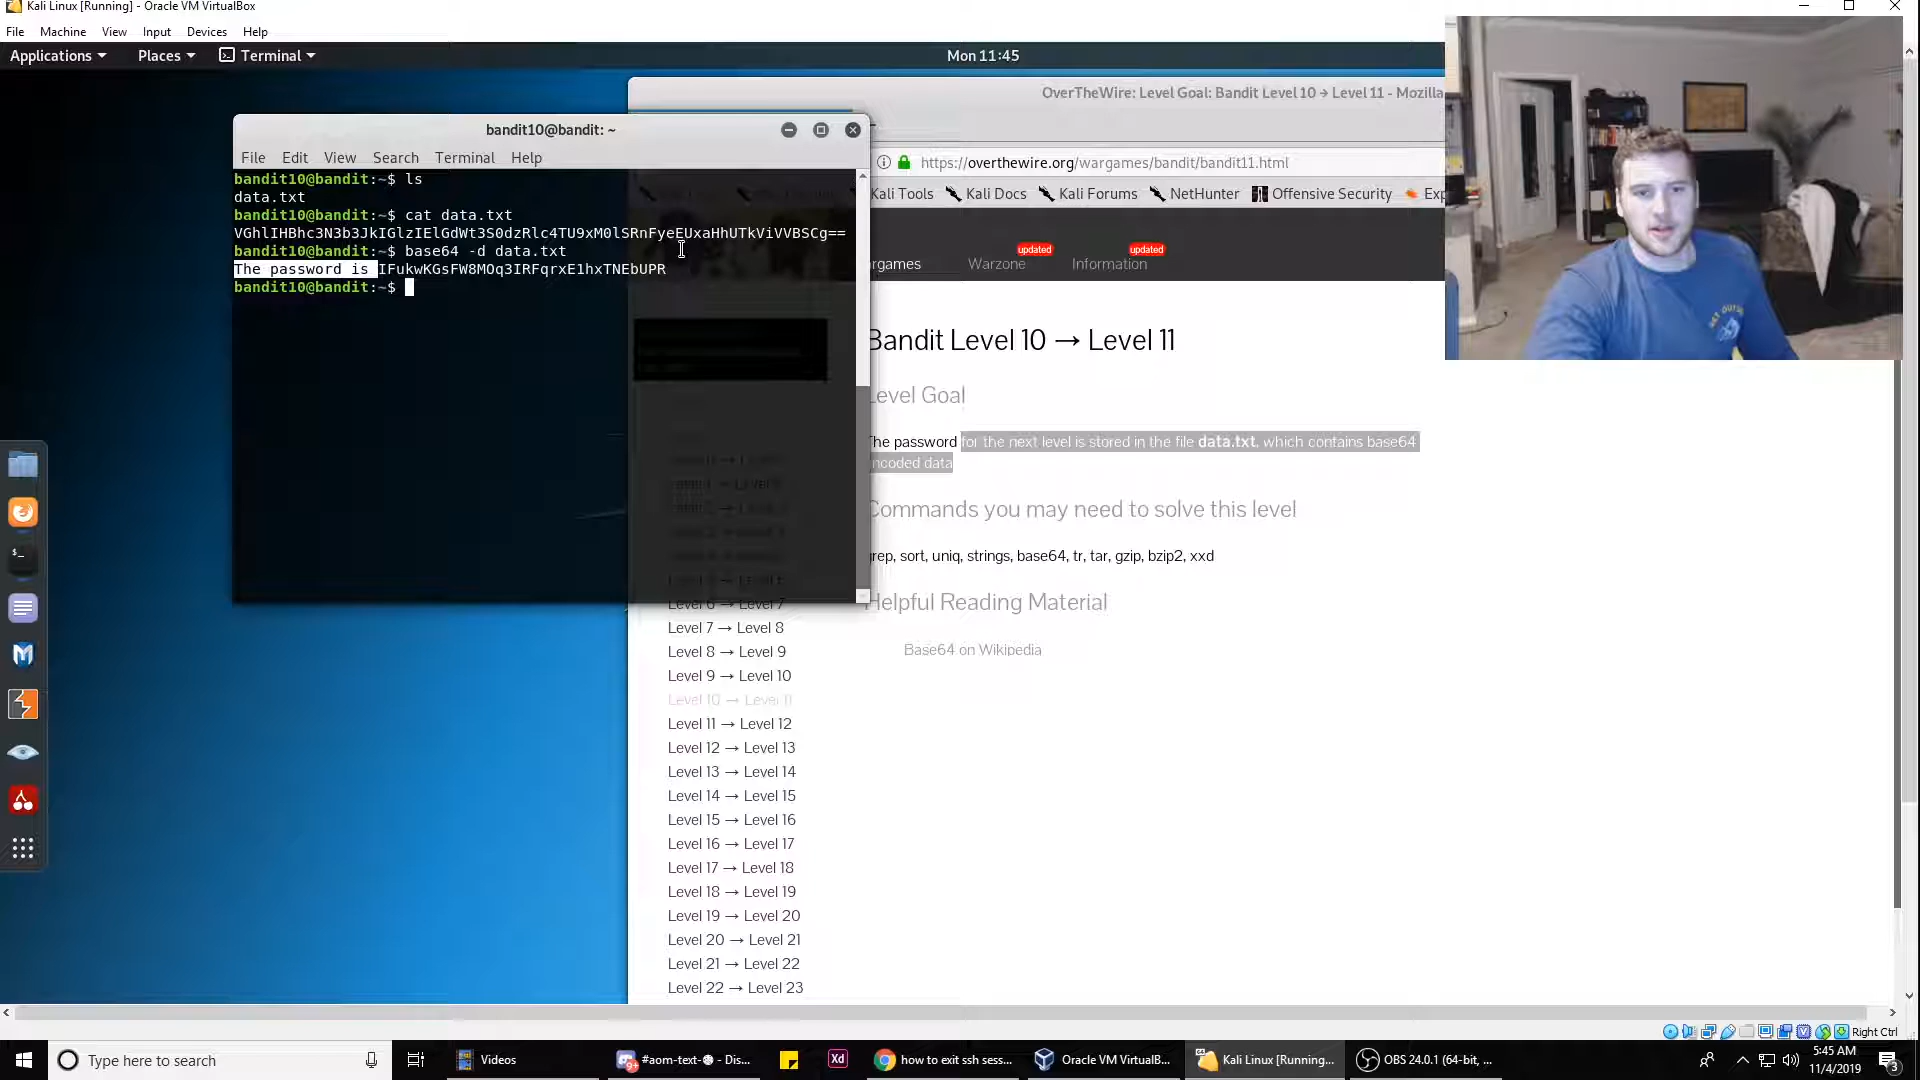 Kali Linux [Running] - Oracle VM VirtualBox
File Machine View Input Devices Help
Applications Places Terminal Mon 11:45
OverTheWire: Level Goal: Bandit Level 10 → Level 11 - Mozilla
bandit10@bandit: ~
File Edit View Search Terminal Help
https://overthewire.org/wargames/bandit/bandit11.html
Kali Tools Kali Docs Kali Forums NetHunter Offensive Security Exp
bandit10@bandit:~$ ls
data.txt
bandit10@bandit:~$ cat data.txt
VGhlIHBhc3N3b3JkIGlzIElGdWt3S0dzRlc4TU9xM0lSRnFyeEUxaHhUTkViVVBSCg==
bandit10@bandit:~$ base64 -d data.txt
The password is IFukwKGsFW8MOq3IRFqrxE1hxTNEbUPR
bandit10@bandit:~$
updated updated
rgames Warzone Information
Bandit Level 10 → Level 11
Level Goal
The password for the next level is stored in the file data.txt, which contains base64
encoded data
Commands you may need to solve this level
grep, sort, uniq, strings, base64, tr, tar, gzip, bzip2, xxd
Helpful Reading Material
Base64 on Wikipedia
Level 6 → Level 7
Level 7 → Level 8
Level 8 → Level 9
Level 9 → Level 10
Level 10 → Level 11
Level 11 → Level 12
Level 12 → Level 13
Level 13 → Level 14
Level 14 → Level 15
Level 15 → Level 16
Level 16 → Level 17
Level 17 → Level 18
Level 18 → Level 19
Level 19 → Level 20
Level 20 → Level 21
Level 21 → Level 22
Level 22 → Level 23
Right Ctrl
Type here to search
Videos
#aom-text- - Dis...
Xd
how to exit ssh sess...
Oracle VM VirtualB...
Kali Linux [Running...
OBS 24.0.1 (64-bit, ...
5:45 AM
11/4/2019
3